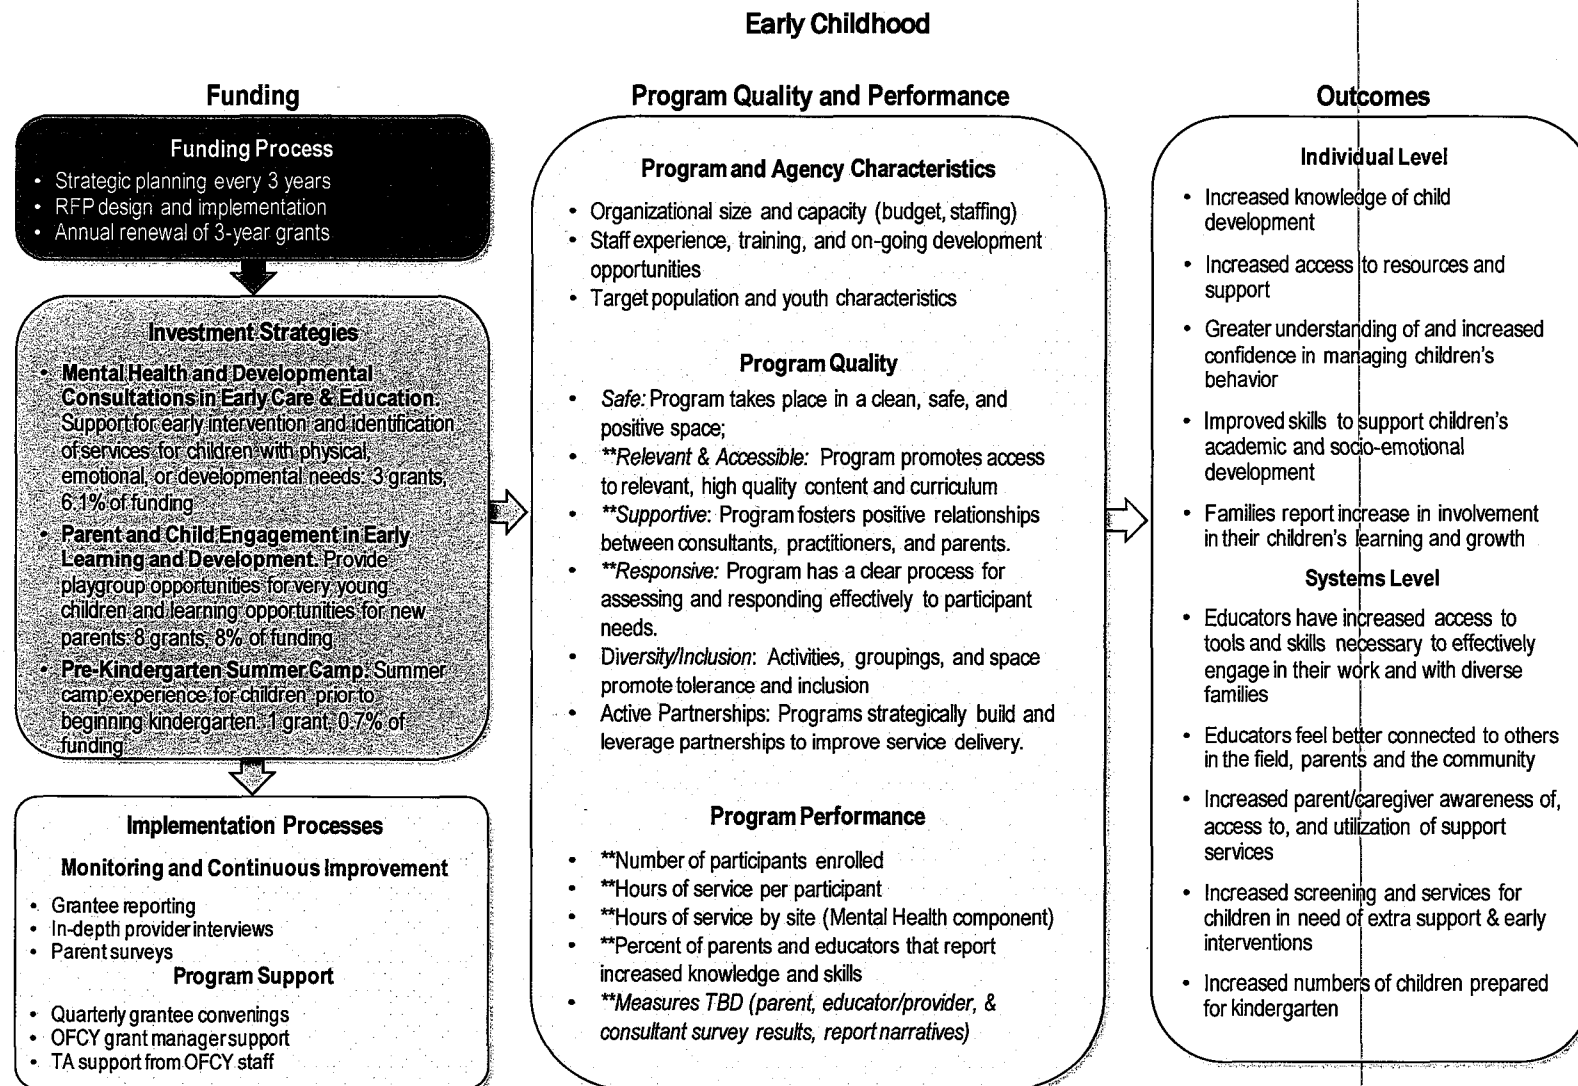 Early Childhood
Funding
Funding Process
• Strategic planning every 3 years
• RFP design and implementation
• Annual renewal of 3-year grants
Investment Strategies
• Mental Health and Developmental
Consultations in Early Care & Education.
Support for early intervention and identification
of services for children with physical,
emotional, or developmental needs: 3 grants,
6.1% of funding
• Parent and Child Engagement in Early
Learning and Development. Provide
playgroup opportunities for very young
children and learning opportunities for new
parents: 8 grants, 8% of funding
• Pre-Kindergarten Summer Camp. Summer
camp experience for children prior to
beginning kindergarten: 1 grant, 0.7% of
funding
Implementation Processes
Monitoring and Continuous Improvement
• Grantee reporting
• In-depth provider interviews
• Parent surveys
Program Support
• Quarterly grantee convenings
• OFCY grant manager support
• TA support from OFCY staff
Program Quality and Performance
Program and Agency Characteristics
• Organizational size and capacity (budget, staffing)
• Staff experience, training, and on-going development
opportunities
• Target population and youth characteristics
Program Quality
• Safe: Program takes place in a clean, safe, and
positive space;
• **Relevant & Accessible: Program promotes access
to relevant, high quality content and curriculum
• **Supportive: Program fosters positive relationships
between consultants, practitioners, and parents.
• **Responsive: Program has a clear process for
assessing and responding effectively to participant
needs.
• Diversity/Inclusion: Activities, groupings, and space
promote tolerance and inclusion
• Active Partnerships: Programs strategically build and
leverage partnerships to improve service delivery.
Program Performance
• **Number of participants enrolled
• **Hours of service per participant
• **Hours of service by site (Mental Health component)
• **Percent of parents and educators that report
increased knowledge and skills
• **Measures TBD (parent, educator/provider, &
consultant survey results, report narratives)
Outcomes
Individual Level
• Increased knowledge of child
development
• Increased access to resources and
support
• Greater understanding of and increased
confidence in managing children's
behavior
• Improved skills to support children's
academic and socio-emotional
development
• Families report increase in involvement
in their children's learning and growth
Systems Level
• Educators have increased access to
tools and skills necessary to effectively
engage in their work and with diverse
families
• Educators feel better connected to others
in the field, parents and the community
• Increased parent/caregiver awareness of,
access to, and utilization of support
services
• Increased screening and services for
children in need of extra support & early
interventions
• Increased numbers of children prepared
for kindergarten